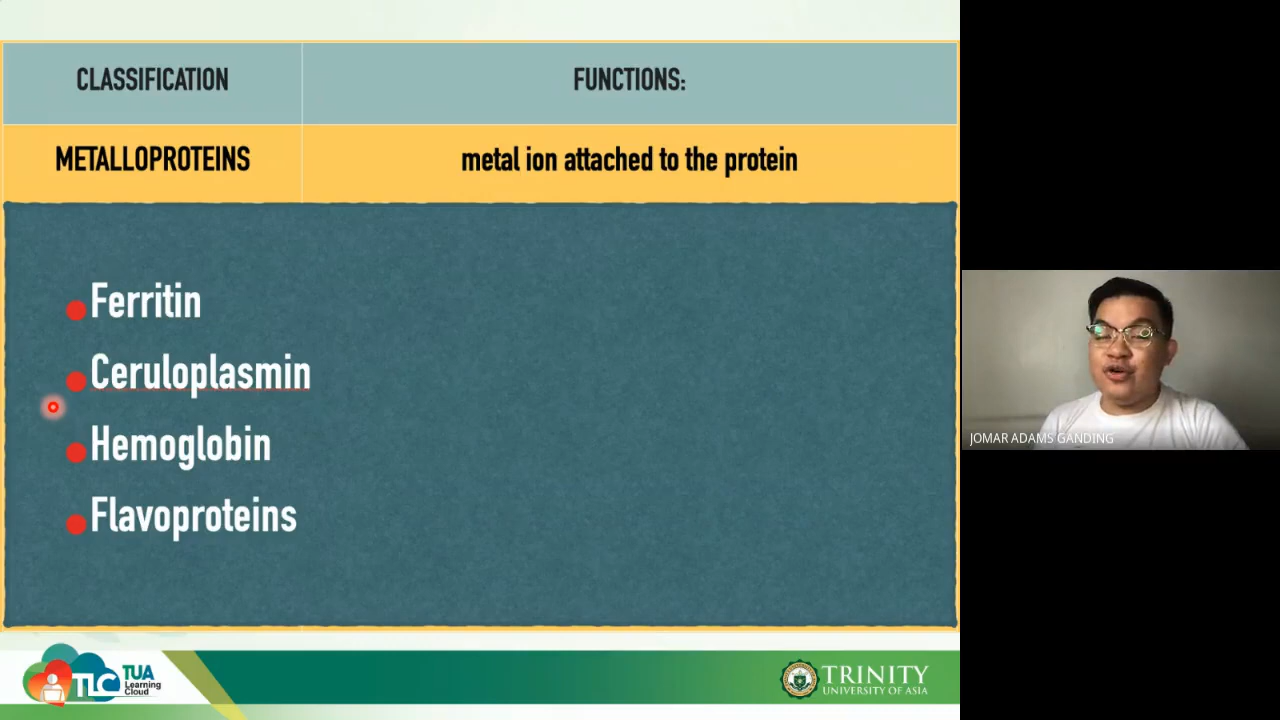 CLASSIFICATION
FUNCTIONS:
METALLOPROTEINS
metal ion attached to the protein
Ferritin
Ceruloplasmin
Hemoglobin
Flavoproteins
JOMAR ADAMS GANDING
TLC
TUA
Learning
Cloud
TRINITY
UNIVERSITY OF ASIA